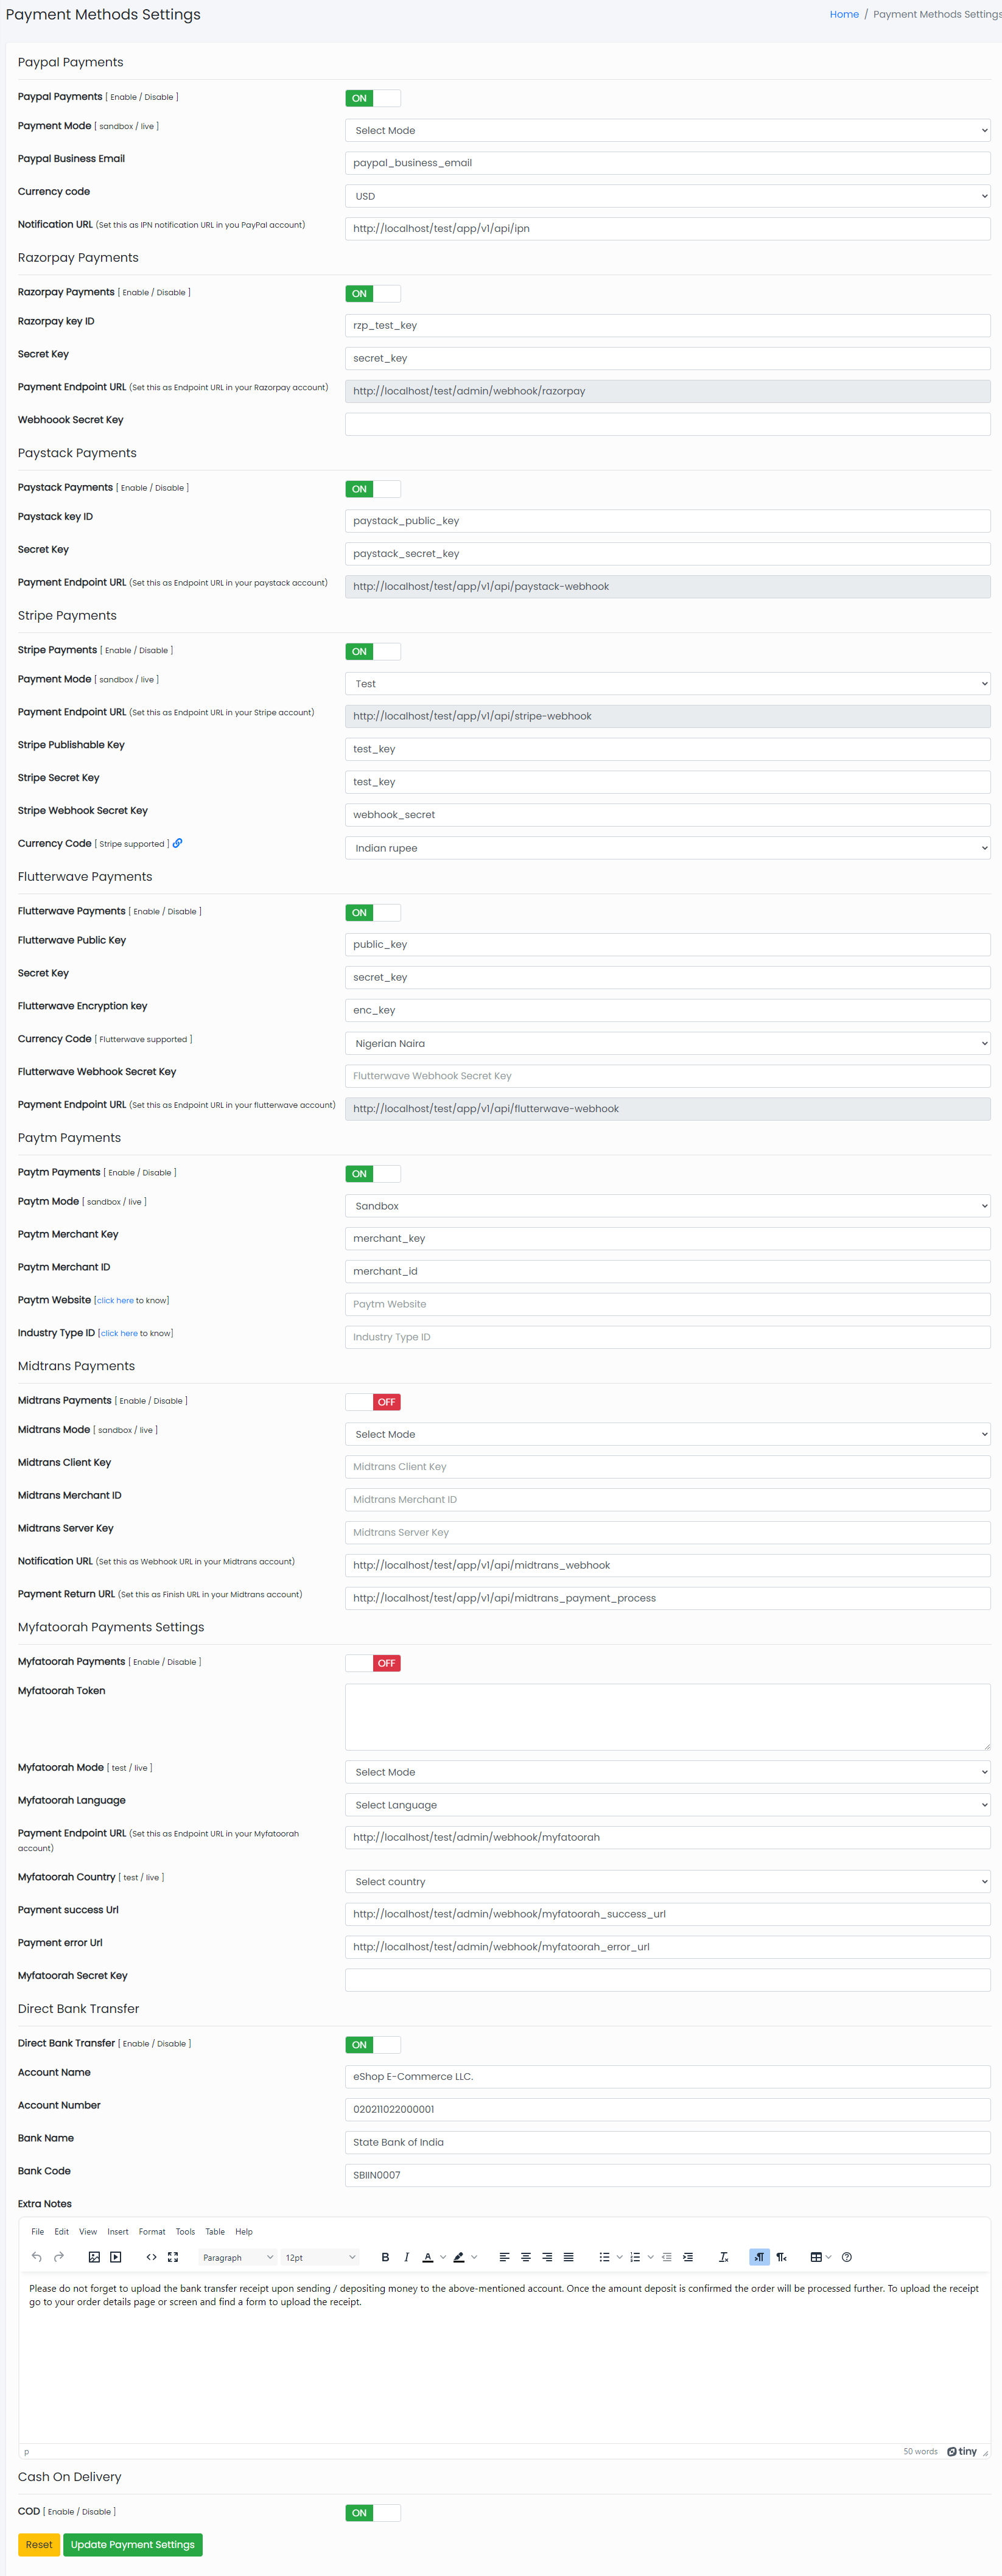 Payment Methods Settings
Home / Payment Methods Settings
Paypal Payments
Paypal Payments [ Enable / Disable ]
ON
Payment Mode [ sandbox / live ]
Select Mode
Paypal Business Email
paypal_business_email
Currency code
USD
Notification URL (Set this as IPN notification URL in you PayPal account)
http://localhost/test/app/v1/api/ipn
Razorpay Payments
Razorpay Payments [ Enable / Disable ]
ON
Razorpay key ID
rzp_test_key
Secret Key
secret_key
Payment Endpoint URL (Set this as Endpoint URL in your Razorpay account)
http://localhost/test/admin/webhook/razorpay
Webhoook Secret Key
Paystack Payments
Paystack Payments [ Enable / Disable ]
ON
Paystack key ID
paystack_public_key
Secret Key
paystack_secret_key
Payment Endpoint URL (Set this as Endpoint URL in your paystack account)
http://localhost/test/app/v1/api/paystack-webhook
Stripe Payments
Stripe Payments [ Enable / Disable ]
ON
Payment Mode [ sandbox / live ]
Test
Payment Endpoint URL (Set this as Endpoint URL in your Stripe account)
http://localhost/test/app/v1/api/stripe-webhook
Stripe Publishable Key
test_key
Stripe Secret Key
test_key
Stripe Webhook Secret Key
webhook_secret
Currency Code [ Stripe supported ]
Indian rupee
Flutterwave Payments
Flutterwave Payments [ Enable / Disable ]
ON
Flutterwave Public Key
public_key
Secret Key
secret_key
Flutterwave Encryption key
enc_key
Currency Code [ Flutterwave supported ]
Nigerian Naira
Flutterwave Webhook Secret Key
Flutterwave Webhook Secret Key
Payment Endpoint URL (Set this as Endpoint URL in your flutterwave account)
http://localhost/test/app/v1/api/flutterwave-webhook
Paytm Payments
Paytm Payments [ Enable / Disable ]
ON
Paytm Mode [ sandbox / live ]
Sandbox
Paytm Merchant Key
merchant_key
Paytm Merchant ID
merchant_id
Paytm Website [click here to know]
Paytm Website
Industry Type ID [click here to know]
Industry Type ID
Midtrans Payments
Midtrans Payments [ Enable / Disable ]
OFF
Midtrans Mode [ sandbox / live ]
Select Mode
Midtrans Client Key
Midtrans Client Key
Midtrans Merchant ID
Midtrans Merchant ID
Midtrans Server Key
Midtrans Server Key
Notification URL (Set this as Webhook URL in your Midtrans account)
http://localhost/test/app/v1/api/midtrans_webhook
Payment Return URL (Set this as Finish URL in your Midtrans account)
http://localhost/test/app/v1/api/midtrans_payment_process
Myfatoorah Payments Settings
Myfatoorah Payments [ Enable / Disable ]
OFF
Myfatoorah Token
Myfatoorah Mode [ test / live ]
Select Mode
Myfatoorah Language
Select Language
Payment Endpoint URL (Set this as Endpoint URL in your Myfatoorah
account)
http://localhost/test/admin/webhook/myfatoorah
Myfatoorah Country [ test / live ]
Select country
Payment success Url
http://localhost/test/admin/webhook/myfatoorah_success_url
Payment error Url
http://localhost/test/admin/webhook/myfatoorah_error_url
Myfatoorah Secret Key
Direct Bank Transfer
Direct Bank Transfer [ Enable / Disable ]
ON
Account Name
eShop E-Commerce LLC.
Account Number
020211022000001
Bank Name
State Bank of India
Bank Code
SBIIN0007
Extra Notes
File Edit View Insert Format Tools Table Help
Paragraph 12pt B I A
Please do not forget to upload the bank transfer receipt upon sending / depositing money to the above-mentioned account. Once the amount deposit is confirmed the order will be processed further. To upload the receipt
go to your order details page or screen and find a form to upload the receipt.
p
50 words tiny
Cash On Delivery
COD [ Enable / Disable ]
ON
Reset Update Payment Settings